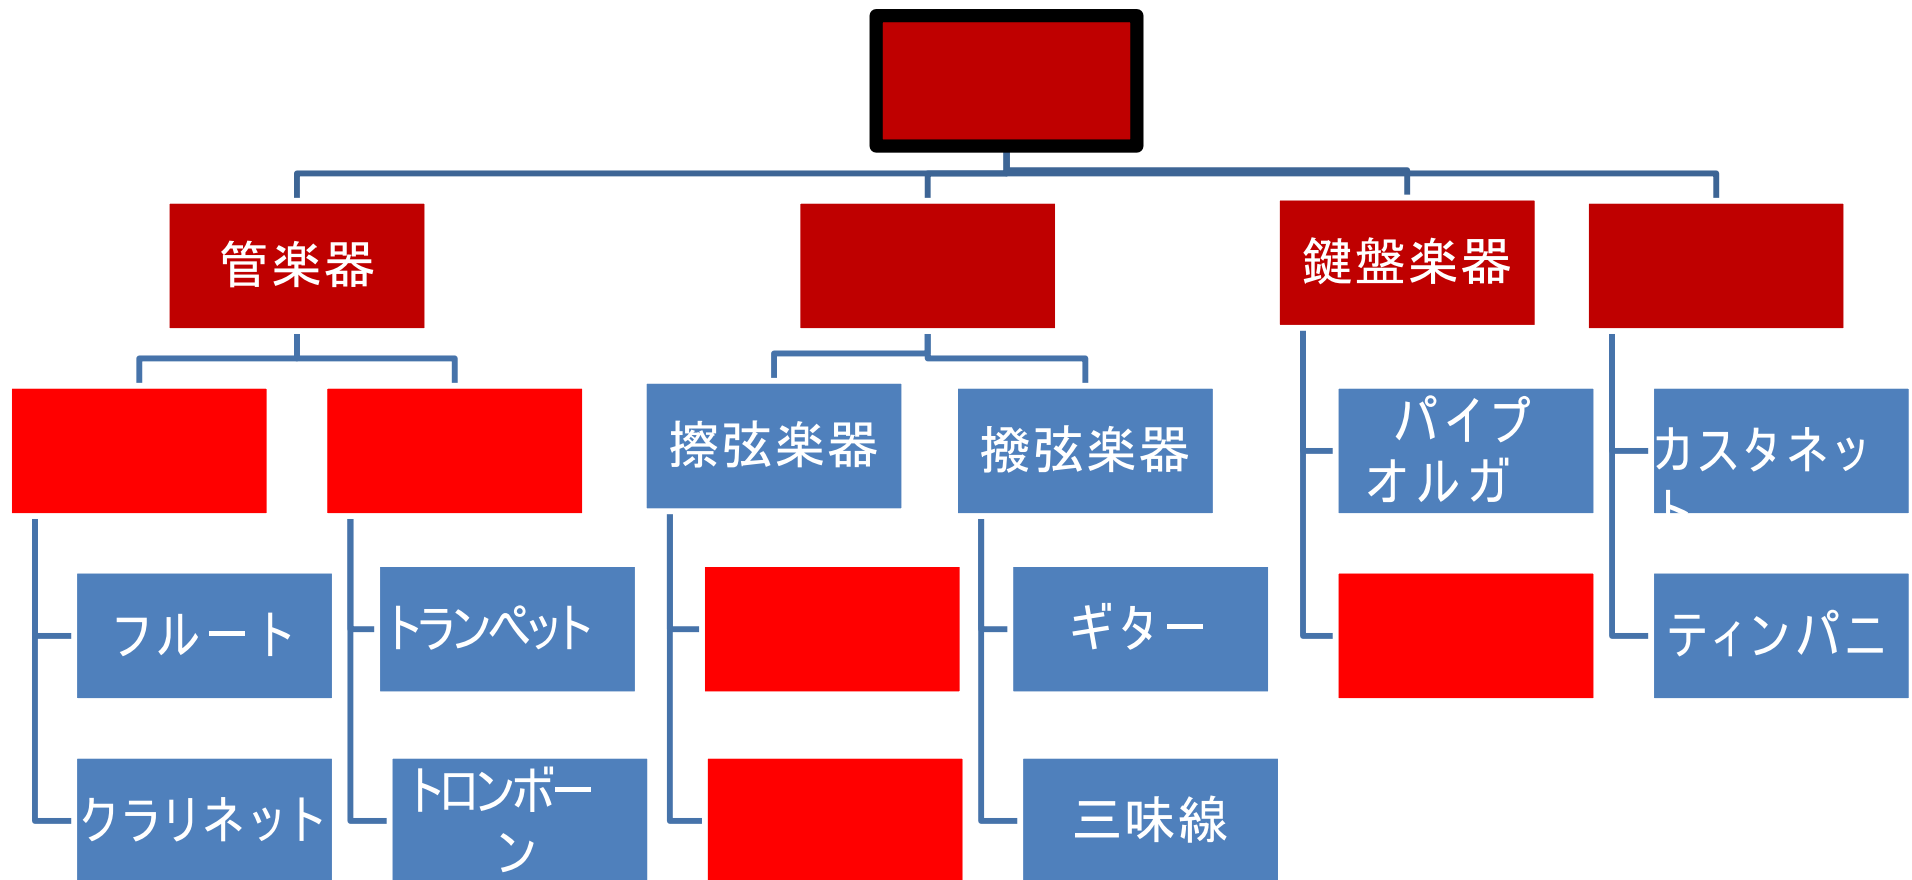 管楽器
鍵盤楽器
擦弦楽器
撥弦楽器
パイプ
オルガ
カスタネッ
ト
フルート
トランペット
ギター
ティンパニ
クラリネット
トロンボー
ン
三味線